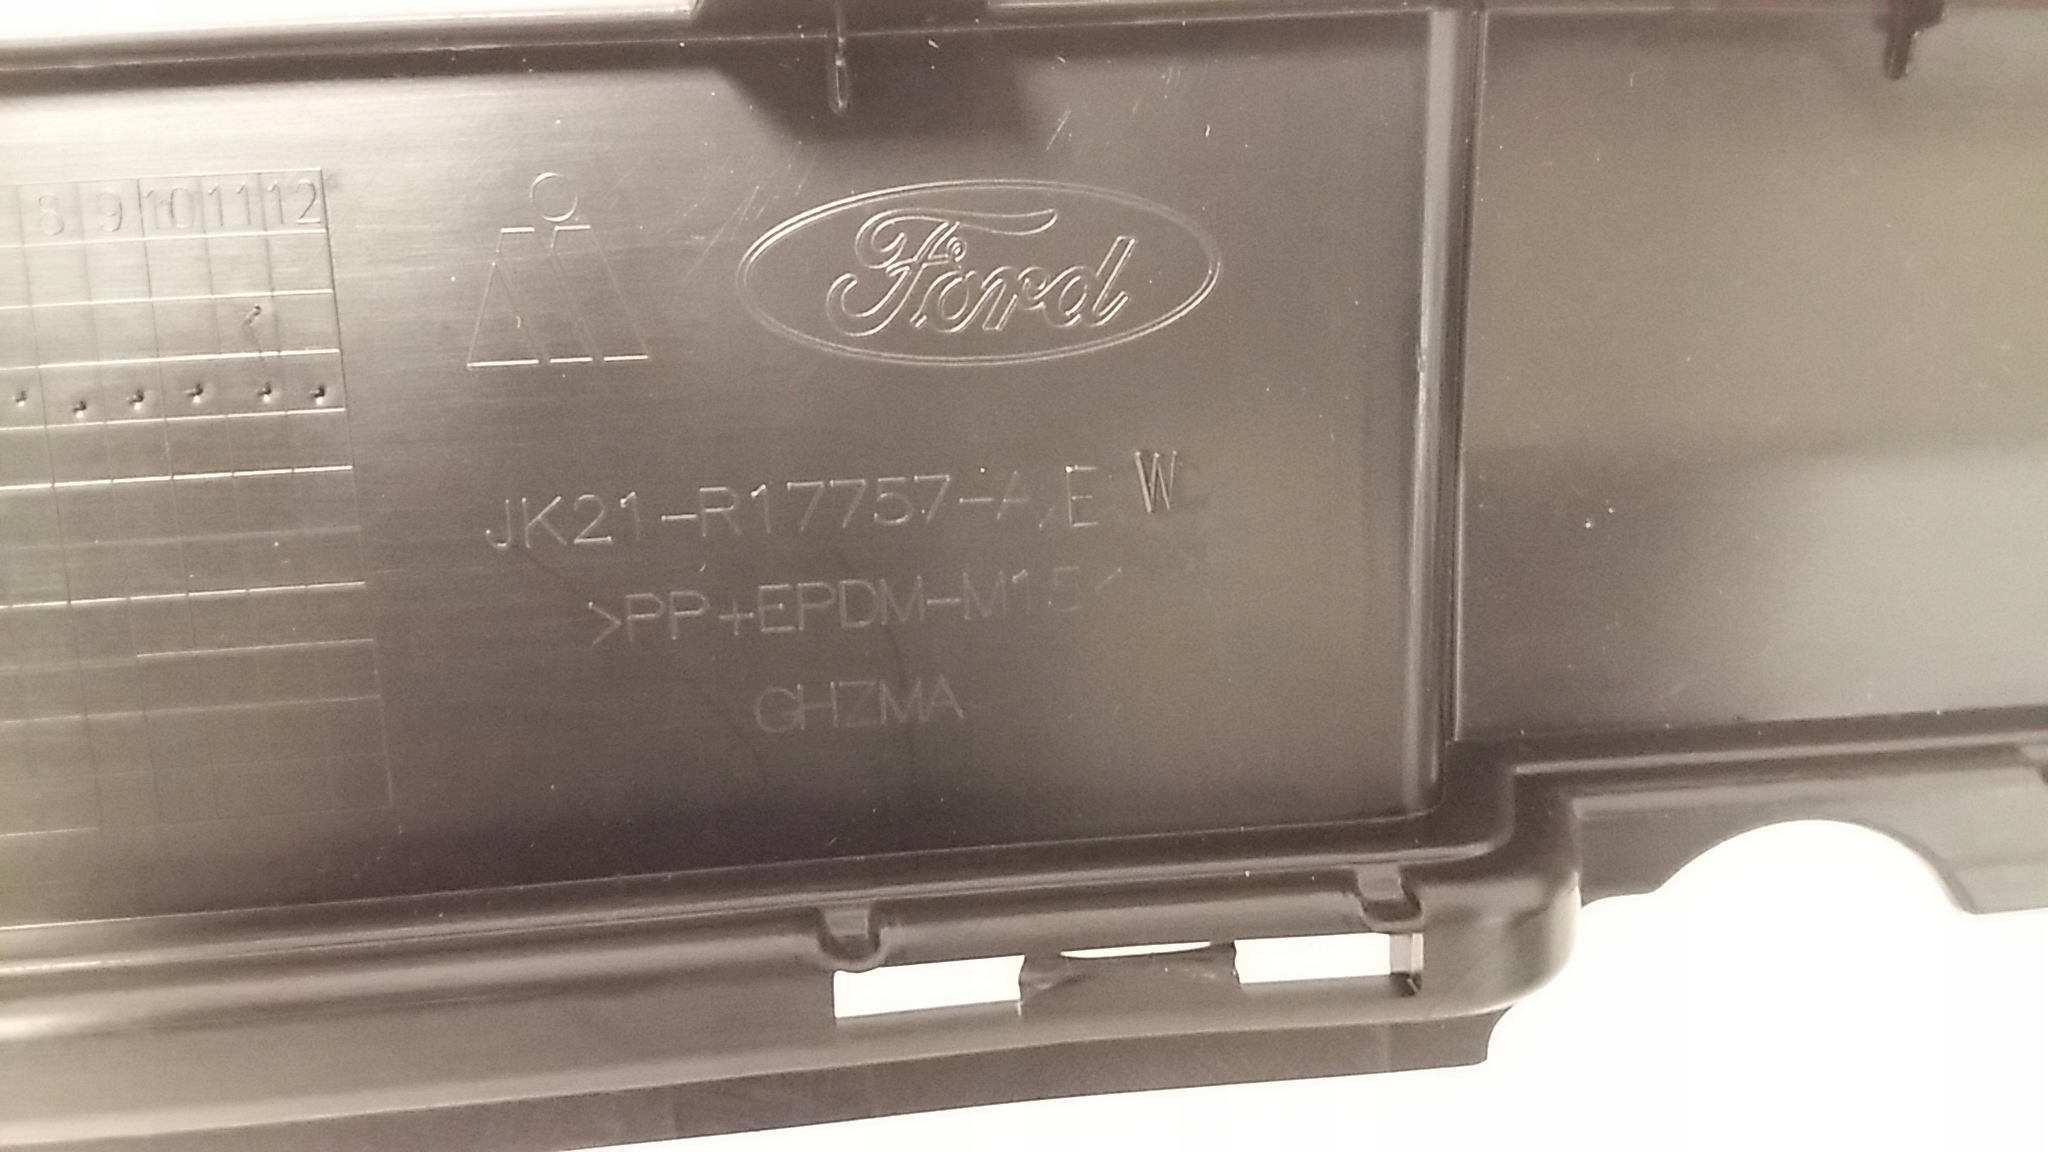 8 9 10 11 12
Ford
JK21-R17757-A/E W
>PP+EPDM-M15<
GHZMA